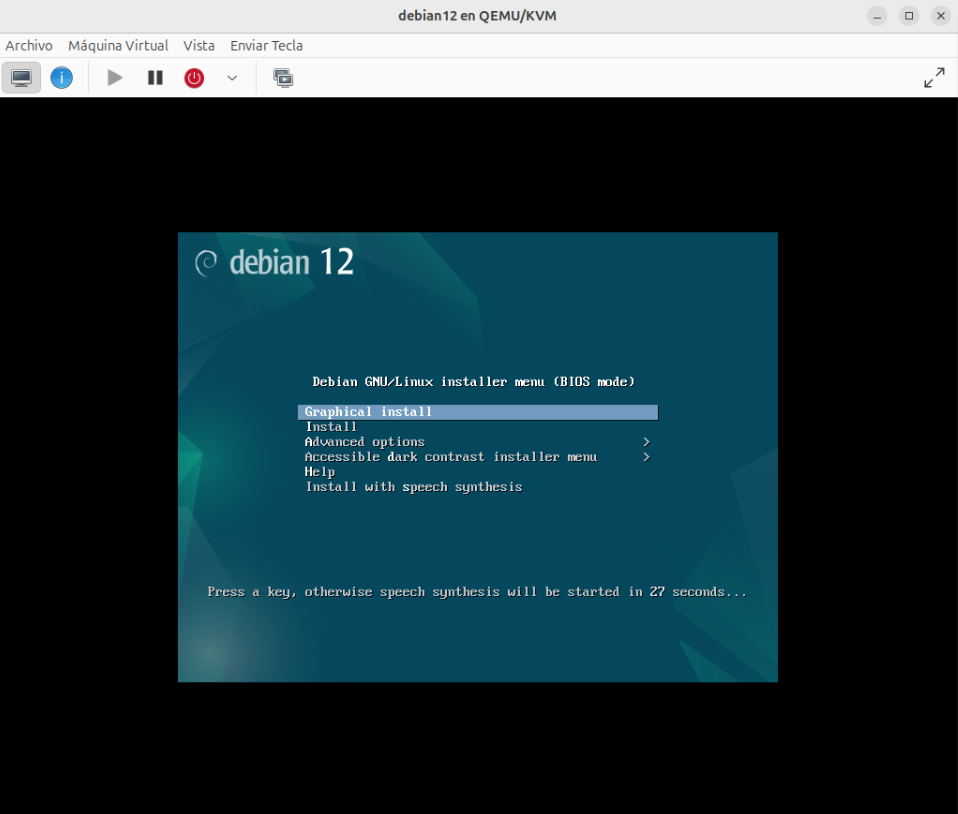 debian12 en QEMU/KVM
Archivo Máquina Virtual Vista Enviar Tecla
debian 12
Debian GNU/Linux installer menu (BIOS mode)
Graphical install
Install
Advanced options >
Accessible dark contrast installer menu >
Help
Install with speech synthesis
Press a key, otherwise speech synthesis will be started in 27 seconds...